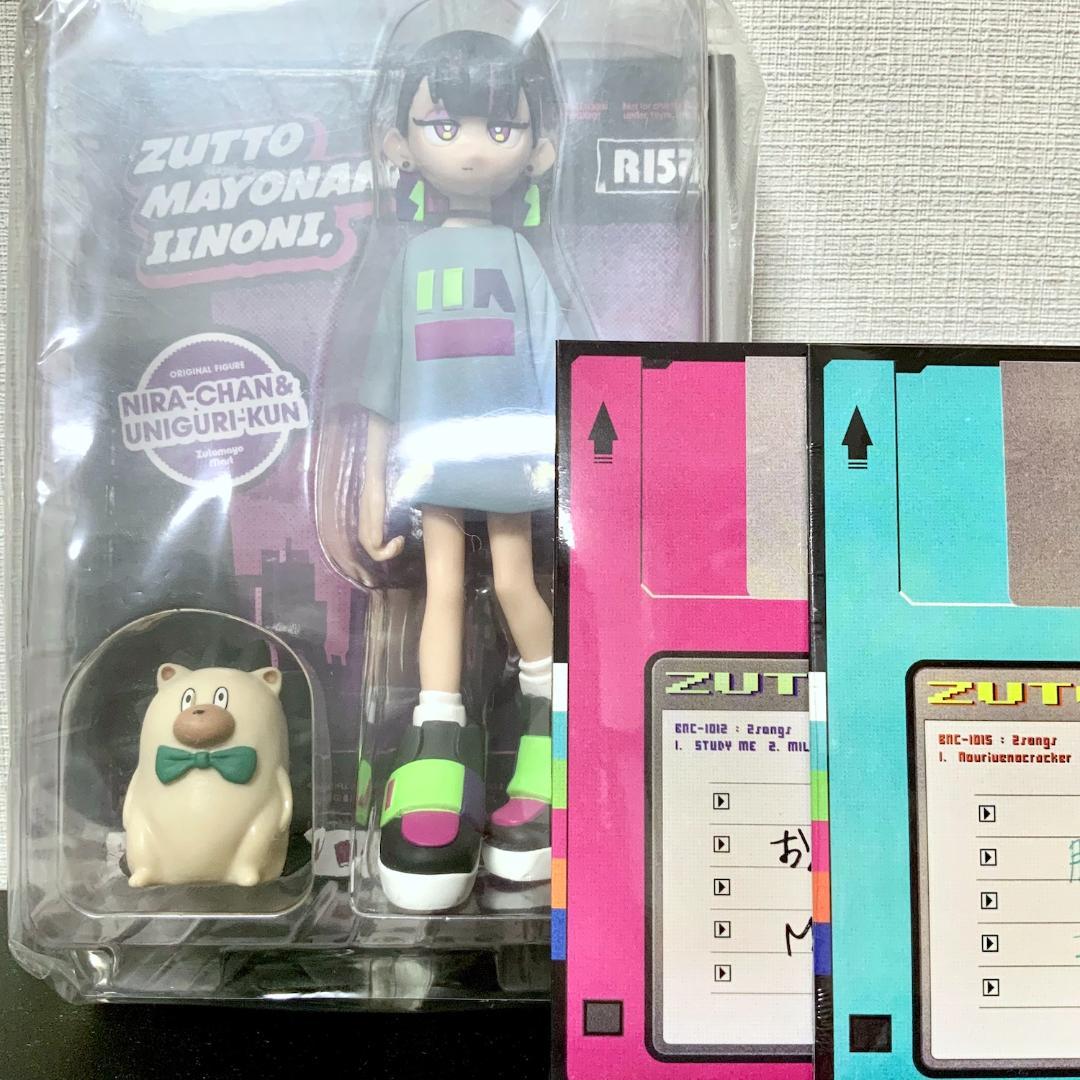 ZUTTO
MAYONAK
IINONI,
R157
ORIGINAL FIGURE
NIRA-CHAN&
UNIGURI-KUN
Zutomayo
Mart
ZUT
BNC-1012 : 2songs
1. STUDY ME 2. MIL
お
M
ZUT
BNC-1015 : 2songs
1. Nouriuenocracker